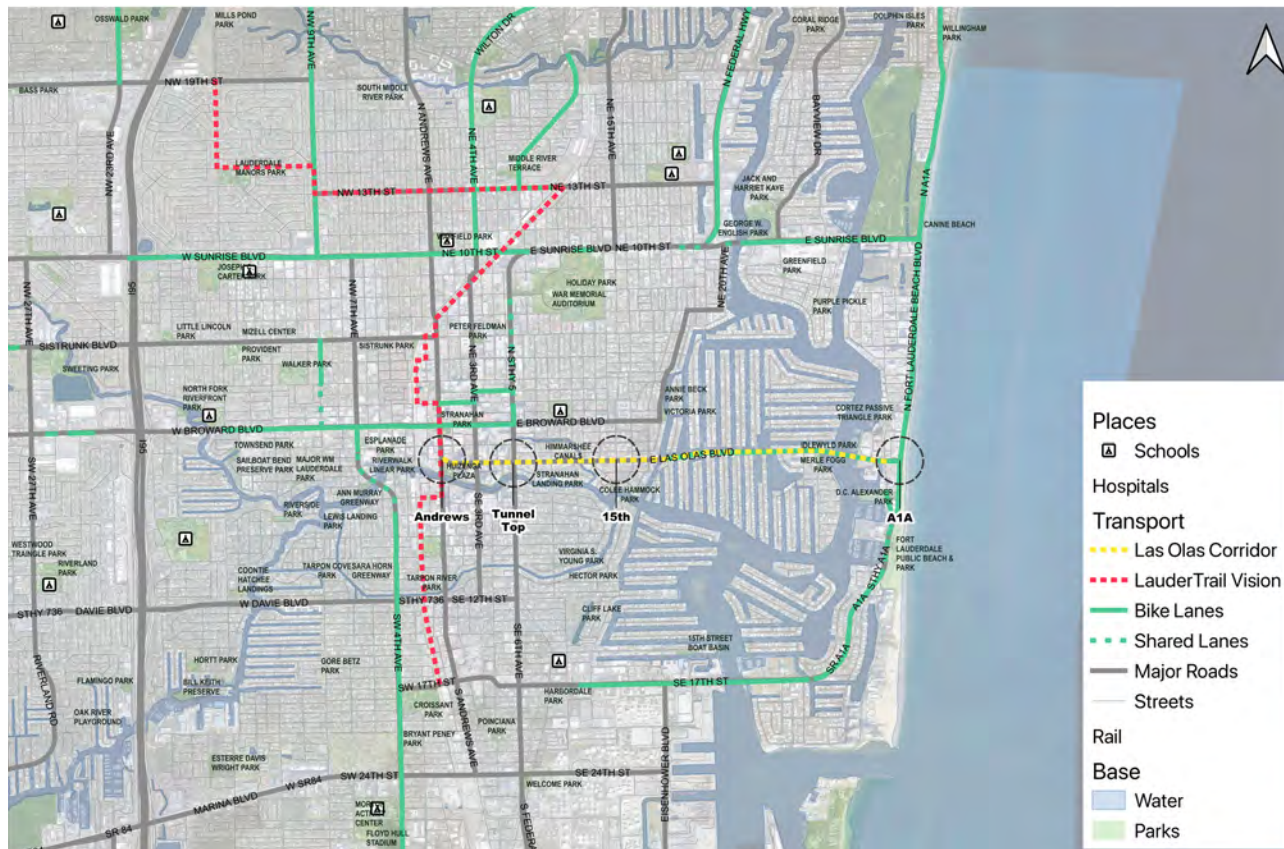 OSSWALD PARK
MILLS POND
PARK
NW 9TH AVE
WILTON DR
CORAL RIDGE
PARK
DOLPHIN ISLES
PARK
WILLINGHAM
PARK
N FEDERAL HWY
NW 19TH ST
BASS PARK
SOUTH MIDDLE
RIVER PARK
N ANDREWS AVE
NE 4TH AVE
NE 15TH AVE
BAYVIEW DR
NW 23RD AVE
LAUDERDALE
MANORS PARK
MIDDLE RIVER
TERRACE
NW 13TH ST
NE 13TH ST
JACK AND
HARRIET KAYE
PARK
N A1A
GEORGE W.
ENGLISH PARK
CANINE BEACH
W SUNRISE BLVD
NE 10TH ST
E SUNRISE BLVD
NE 10TH ST
E SUNRISE BLVD
I95
NW 27TH AVE
NW 7TH AVE
HOLIDAY PARK
WAR MEMORIAL
AUDITORIUM
NE 20TH AVE
GREENFIELD
PARK
PURPLE PICKLE
PARK
N FORT LAUDERDALE BEACH BLVD
LITTLE LINCOLN
PARK
MIZELL CENTER
SISTRUNK BLVD
SISTRUNK PARK
PETER FELDMAN
PARK
N STHY 5
NE 3RD AVE
PROVIDENT
PARK
WALKER PARK
SWEETING PARK
NORTH FORK
RIVERFRONT
PARK
ANNIE BECK
PARK
VICTORIA PARK
CORTEZ PASSIVE
TRIANGLE PARK
STRANAHAN
PARK
E BROWARD BLVD
W BROWARD BLVD
I95
TOWNSEND PARK
SAILBOAT BEND
PRESERVE PARK
MAJOR WM
LAUDERDALE
PARK
ESPLANADE
PARK
RIVERWALK
LINEAR PARK
HUIZENGA
PLAZA
HIMMARSHEE
CANALS
E LAS OLAS BLVD
IDLEWYLD PARK
MERLE FOGG
PARK
STRANAHAN
LANDING PARK
COLEE HAMMOCK
PARK
D.C. ALEXANDER
PARK
SW 27TH AVE
ANN MURRAY
GREENWAY
RIVERSIDE
PARK
LEWIS LANDING
PARK
Andrews
SE 3RD AVE
Tunnel
Top
15th
A1A
FORT
LAUDERDALE
PUBLIC BEACH &
PARK
WESTWOOD
TRAINGLE PARK
RIVERLAND
PARK
COONTIE
HATCHEE
LANDINGS
TARPON COVE
PARK
SARA HORN
GREENWAY
TARPON RIVER
PARK
VIRGINIA S.
YOUNG PARK
HECTOR PARK
STHY 736
DAVIE BLVD
W DAVIE BLVD
STHY 736
SE 12TH ST
CLIFF LAKE
PARK
A1A STHY A1A
SW 4TH AVE
SE 6TH AVE
15TH STREET
BOAT BASIN
SR A1A
RIVERLAND RD
HORTT PARK
GORE BETZ
PARK
FLAMINGO PARK
BILL KEITH
PRESERVE
SW 17TH ST
SE 17TH ST
HARBORDALE
PARK
OAK RIVER
PLAYGROUND
CROISSANT
PARK
S ANDREWS AVE
POINCIANA
PARK
BRYANT PENEY
PARK
ESTERRE DAVIS
WRIGHT PARK
EISENHOWER BLVD
SW 24TH ST
SE 24TH ST
WELCOME PARK
W SR84
MARINA BLVD
SR 84
FLOYD HULL
STADIUM
S FEDERAL
Places
Schools
Hospitals
Transport
Las Olas Corridor
LauderTrail Vision
Bike Lanes
Shared Lanes
Major Roads
Streets
Rail
Base
Water
Parks